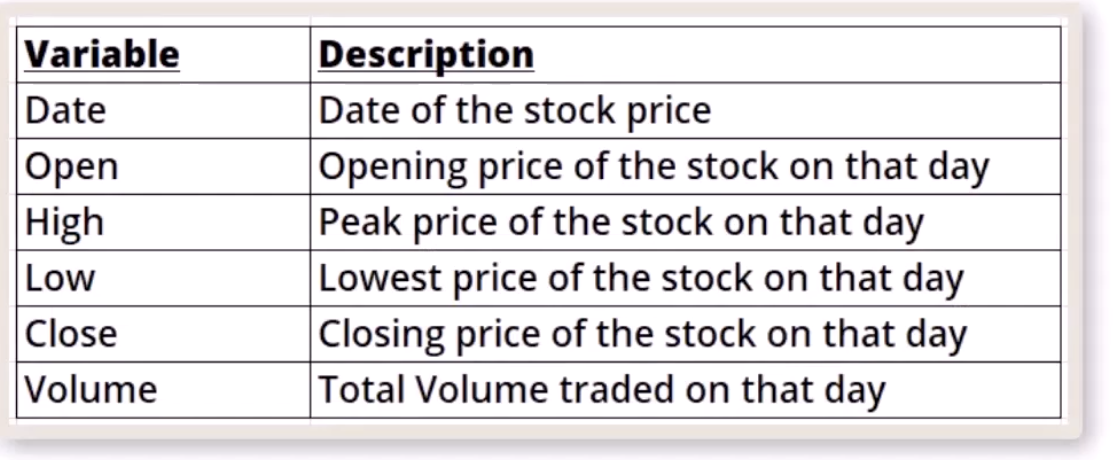 Variable Description
Date Date of the stock price
Open Opening price of the stock on that day
High Peak price of the stock on that day
Low Lowest price of the stock on that day
Close Closing price of the stock on that day
Volume Total Volume traded on that day